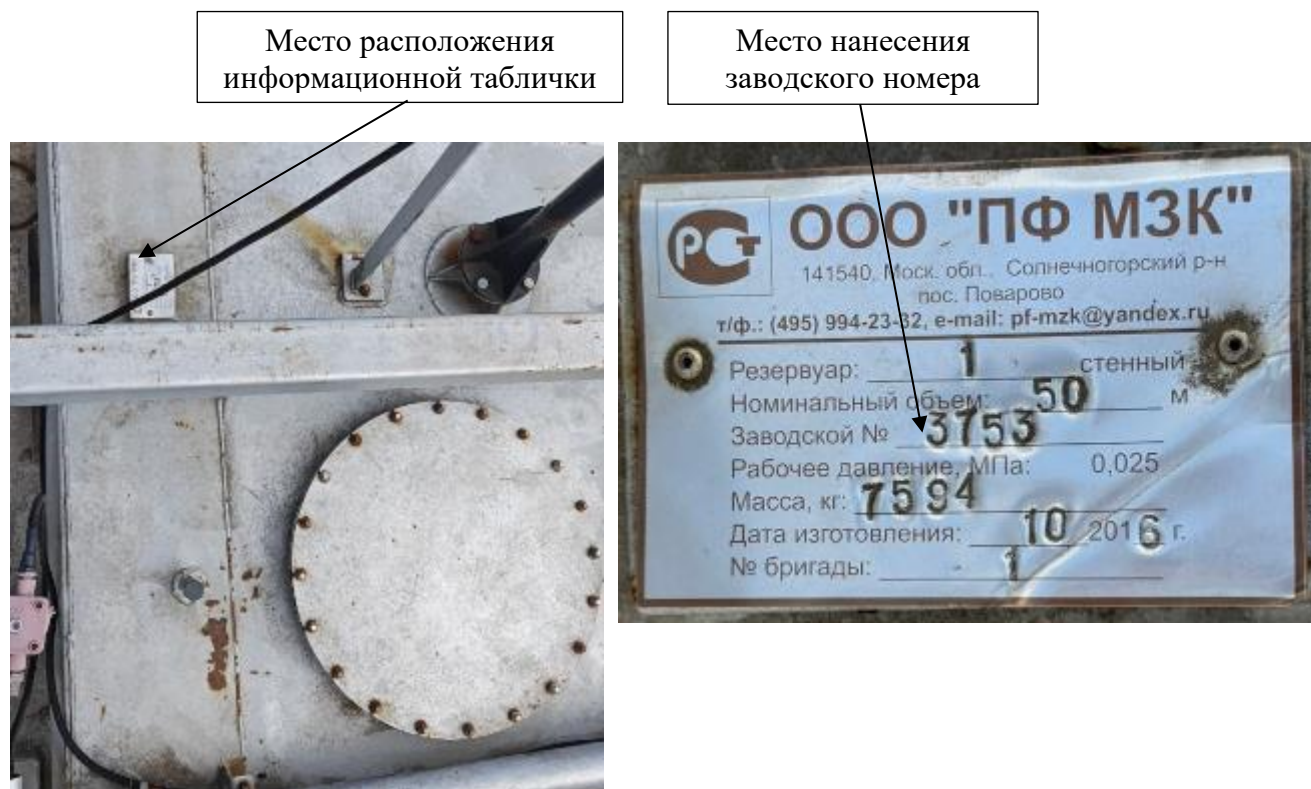 Место расположения
информационной таблички
Место нанесения
заводского номера
РСТ
ООО "ПФ МЗК"
141540, Моск. обл., Солнечногорский р-н
пос. Поварово
т/ф.: (495) 994-23-32, e-mail: pf-mzk@yandex.ru
Резервуар: 1 стенный
Номинальный объем: 50 м
Заводской № 3753
Рабочее давление, МПа: 0,025
Масса, кг: 7594
Дата изготовления: 10 2016 г.
№ бригады: 1